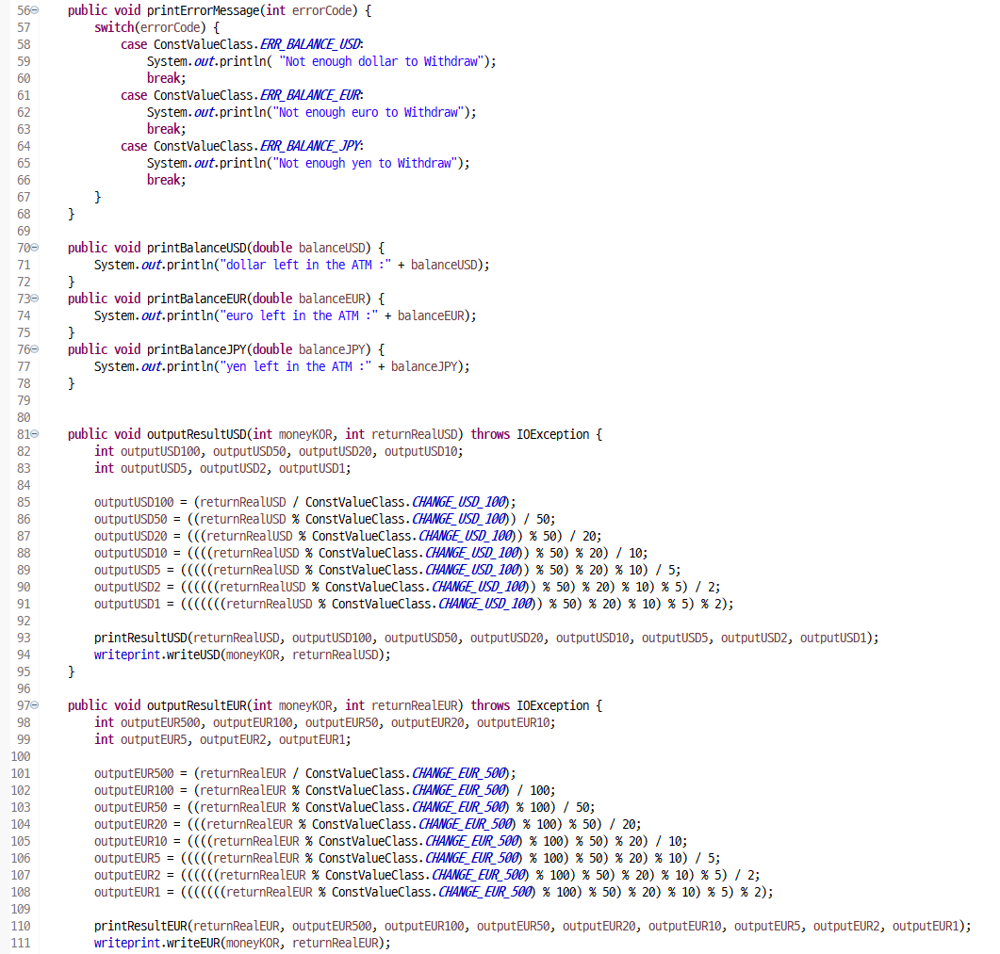 56 public void printErrorMessage(int errorCode) {
57 switch(errorCode) {
58 case ConstValueClass.ERR_BALANCE_USD:
59 System.out.println( "Not enough dollar to Withdraw");
60 break;
61 case ConstValueClass.ERR_BALANCE_EUR:
62 System.out.println("Not enough euro to Withdraw");
63 break;
64 case ConstValueClass.ERR_BALANCE_JPY:
65 System.out.println("Not enough yen to Withdraw");
66 break;
67 }
68 }
69
70 public void printBalanceUSD(double balanceUSD) {
71 System.out.println("dollar left in the ATM :" + balanceUSD);
72 }
73 public void printBalanceEUR(double balanceEUR) {
74 System.out.println("euro left in the ATM :" + balanceEUR);
75 }
76 public void printBalanceJPY(double balanceJPY) {
77 System.out.println("yen left in the ATM :" + balanceJPY);
78 }
79
80
81 public void outputResultUSD(int moneyKOR, int returnRealUSD) throws IOException {
82 int outputUSD100, outputUSD50, outputUSD20, outputUSD10;
83 int outputUSD5, outputUSD2, outputUSD1;
84
85 outputUSD100 = (returnRealUSD / ConstValueClass.CHANGE_USD_100);
86 outputUSD50 = ((returnRealUSD % ConstValueClass.CHANGE_USD_100)) / 50;
87 outputUSD20 = (((returnRealUSD % ConstValueClass.CHANGE_USD_100)) % 50) / 20;
88 outputUSD10 = ((((returnRealUSD % ConstValueClass.CHANGE_USD_100)) % 50) % 20) / 10;
89 outputUSD5 = (((((returnRealUSD % ConstValueClass.CHANGE_USD_100)) % 50) % 20) % 10) / 5;
90 outputUSD2 = ((((((returnRealUSD % ConstValueClass.CHANGE_USD_100)) % 50) % 20) % 10) % 5) / 2;
91 outputUSD1 = (((((((returnRealUSD % ConstValueClass.CHANGE_USD_100)) % 50) % 20) % 10) % 5) % 2);
92
93 printResultUSD(returnRealUSD, outputUSD100, outputUSD50, outputUSD20, outputUSD10, outputUSD5, outputUSD2, outputUSD1);
94 writeprint.writeUSD(moneyKOR, returnRealUSD);
95 }
96
97 public void outputResultEUR(int moneyKOR, int returnRealEUR) throws IOException {
98 int outputEUR500, outputEUR100, outputEUR50, outputEUR20, outputEUR10;
99 int outputEUR5, outputEUR2, outputEUR1;
100
101 outputEUR500 = (returnRealEUR / ConstValueClass.CHANGE_EUR_500);
102 outputEUR100 = (returnRealEUR % ConstValueClass.CHANGE_EUR_500) / 100;
103 outputEUR50 = ((returnRealEUR % ConstValueClass.CHANGE_EUR_500) % 100) / 50;
104 outputEUR20 = (((returnRealEUR % ConstValueClass.CHANGE_EUR_500) % 100) % 50) / 20;
105 outputEUR10 = ((((returnRealEUR % ConstValueClass.CHANGE_EUR_500) % 100) % 50) % 20) / 10;
106 outputEUR5 = (((((returnRealEUR % ConstValueClass.CHANGE_EUR_500) % 100) % 50) % 20) % 10) / 5;
107 outputEUR2 = ((((((returnRealEUR % ConstValueClass.CHANGE_EUR_500) % 100) % 50) % 20) % 10) % 5) / 2;
108 outputEUR1 = (((((((returnRealEUR % ConstValueClass.CHANGE_EUR_500) % 100) % 50) % 20) % 10) % 5) % 2);
109
110 printResultEUR(returnRealEUR, outputEUR500, outputEUR100, outputEUR50, outputEUR20, outputEUR10, outputEUR5, outputEUR2, outputEUR1);
111 writeprint.writeEUR(moneyKOR, returnRealEUR);